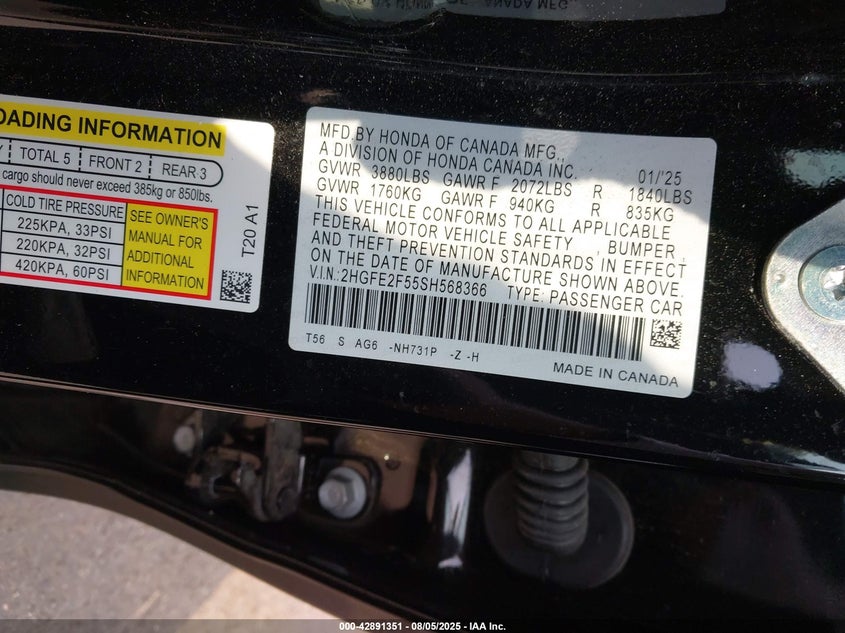 OADING INFORMATION
TOTAL 5 FRONT 2 REAR 3
cargo should never exceed 385kg or 850lbs.
COLD TIRE PRESSURE
225KPA, 33PSI
220KPA, 32PSI
420KPA, 60PSI
SEE OWNER'S
MANUAL FOR
ADDITIONAL
INFORMATION
T20 A1
MFD.BY HONDA OF CANADA MFG.,
A DIVISION OF HONDA CANADA INC. 01/'25
GVWR 3880LBS GAWR F 2072LBS R 1840LBS
GVWR 1760KG GAWR F 940KG R 835KG
THIS VEHICLE CONFORMS TO ALL APPLICABLE
FEDERAL MOTOR VEHICLE SAFETY , BUMPER ,
AND THEFT PREVENTION STANDARDS IN EFFECT
ON THE DATE OF MANUFACTURE SHOWN ABOVE.
V.I.N.:2HGFE2F55SH568366 TYPE: PASSENGER CAR
T56 S AG6 -NH731P -Z -H
MADE IN CANADA
000-42891351 - 08/05/2025 - IAA Inc.